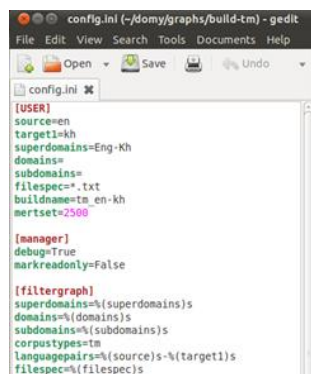 config.ini (~/domy/graphs/build-tm) - gedit
File Edit View Search Tools Documents Help
Open Save Undo
config.ini
[USER]
source=en
target1=kh
superdomains=Eng-Kh
domains=
subdomains=
filespec=*.txt
buildname=tm_en-kh
mertset=2500
[manager]
debug=True
markreadonly=False
[filtergraph]
superdomains=%(superdomains)s
domains=%(domains)s
subdomains=%(subdomains)s
corpustypes=tm
languagepairs=%(source)s-%(target1)s
filespec=%(filespec)s